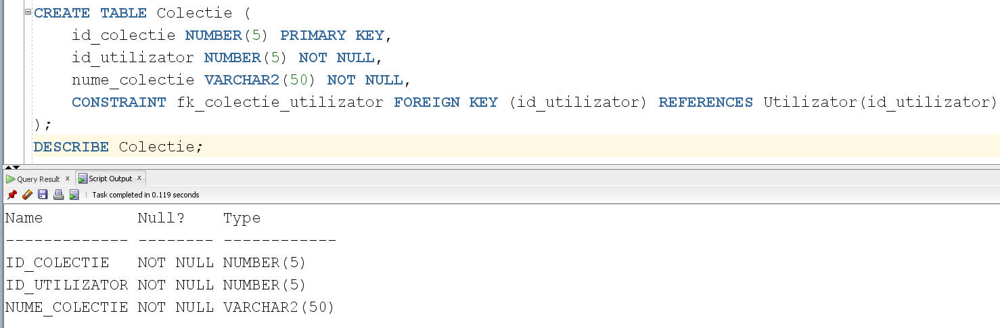 CREATE TABLE Colectie (
    id_colectie NUMBER(5) PRIMARY KEY,
    id_utilizator NUMBER(5) NOT NULL,
    nume_colectie VARCHAR2(50) NOT NULL,
    CONSTRAINT fk_colectie_utilizator FOREIGN KEY (id_utilizator) REFERENCES Utilizator(id_utilizator)
);
DESCRIBE Colectie;
Query Result x Script Output x
Task completed in 0.119 seconds
Name          Null?    Type
------------- -------- ------------
ID_COLECTIE   NOT NULL NUMBER(5)
ID_UTILIZATOR NOT NULL NUMBER(5)
NUME_COLECTIE NOT NULL VARCHAR2(50)